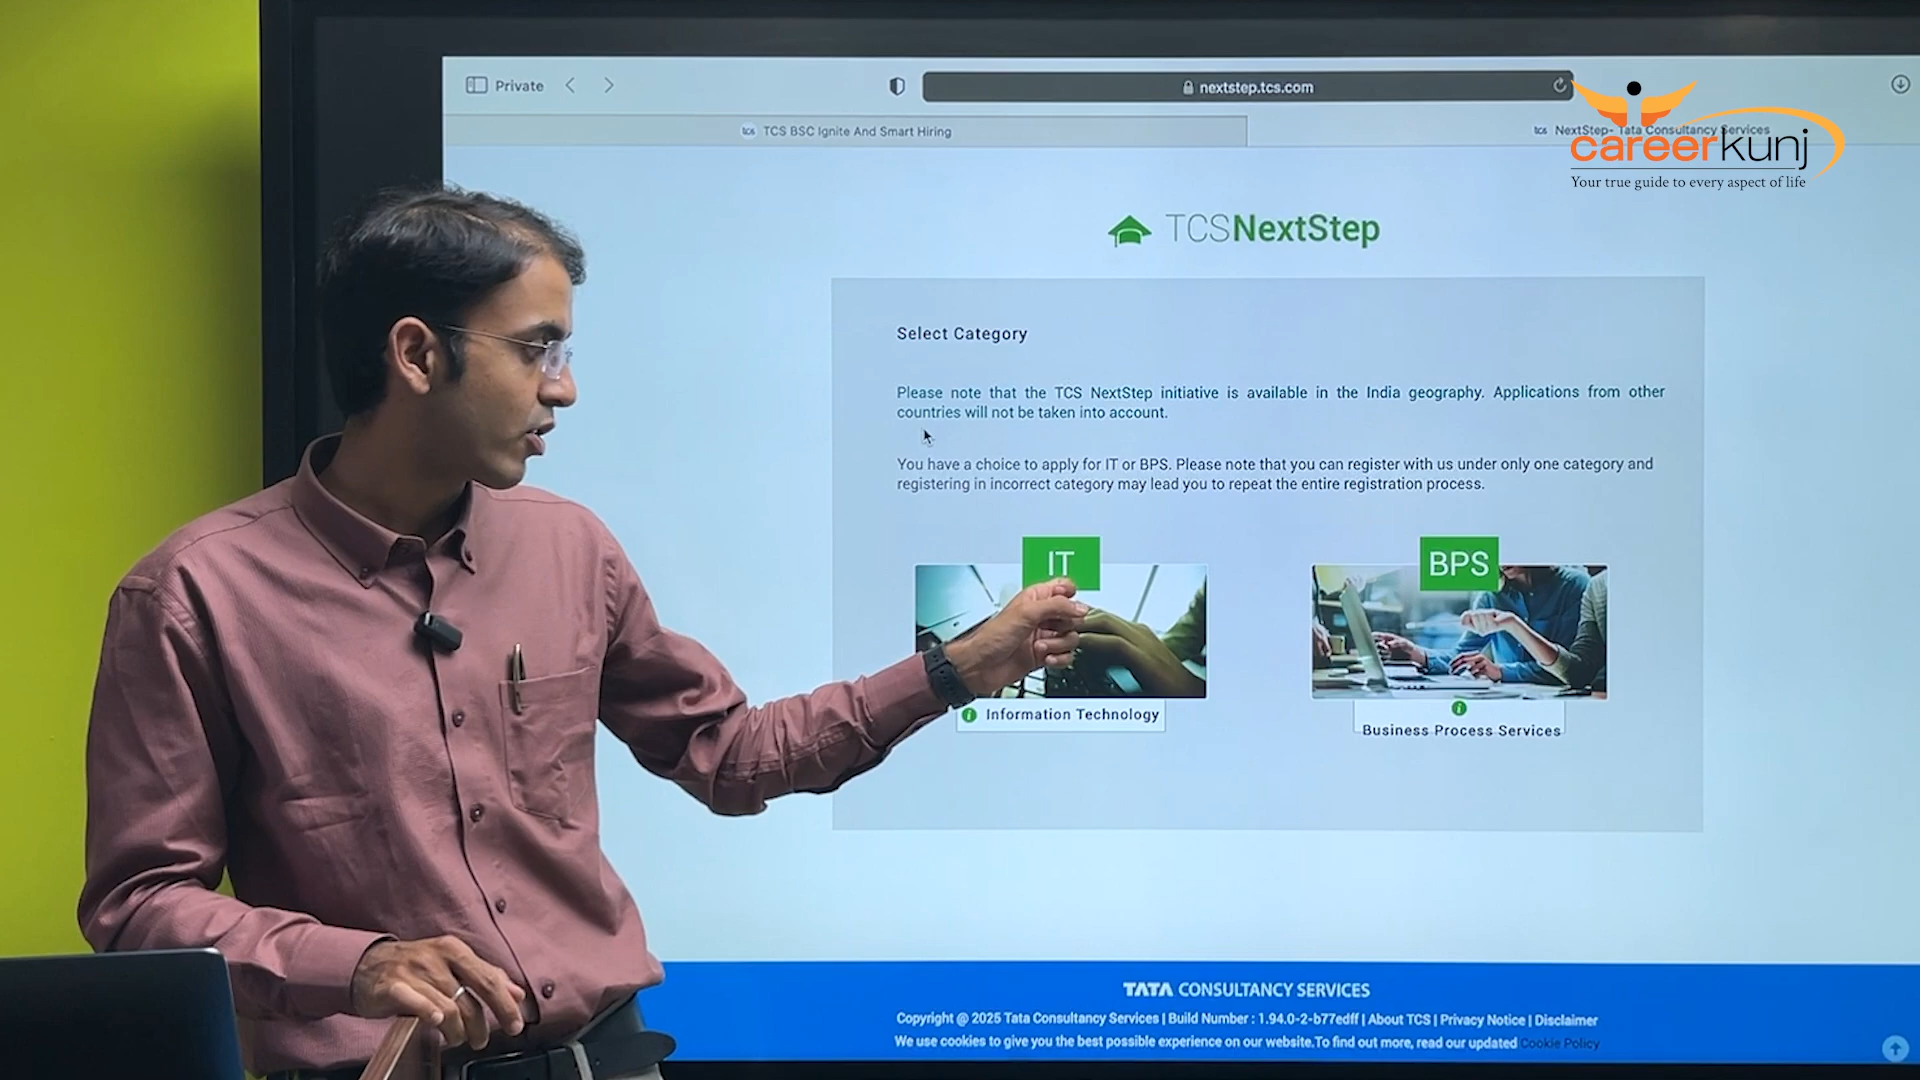 Private
nextstep.tcs.com
tcs TCS BSC Ignite And Smart Hiring
tcs NextStep- Tata Consultancy Services
careerkunj
Your true guide to every aspect of life
TCSNextStep
Select Category
Please note that the TCS NextStep initiative is available in the India geography. Applications from other
countries will not be taken into account.
You have a choice to apply for IT or BPS. Please note that you can register with us under only one category and
registering in incorrect category may lead you to repeat the entire registration process.
IT
BPS
Information Technology
Business Process Services
TATA CONSULTANCY SERVICES
Copyright @ 2025 Tata Consultancy Services | Build Number : 1.94.0-2-b77edff | About TCS | Privacy Notice | Disclaimer
We use cookies to give you the best possible experience on our website.To find out more, read our updated Cookie Policy